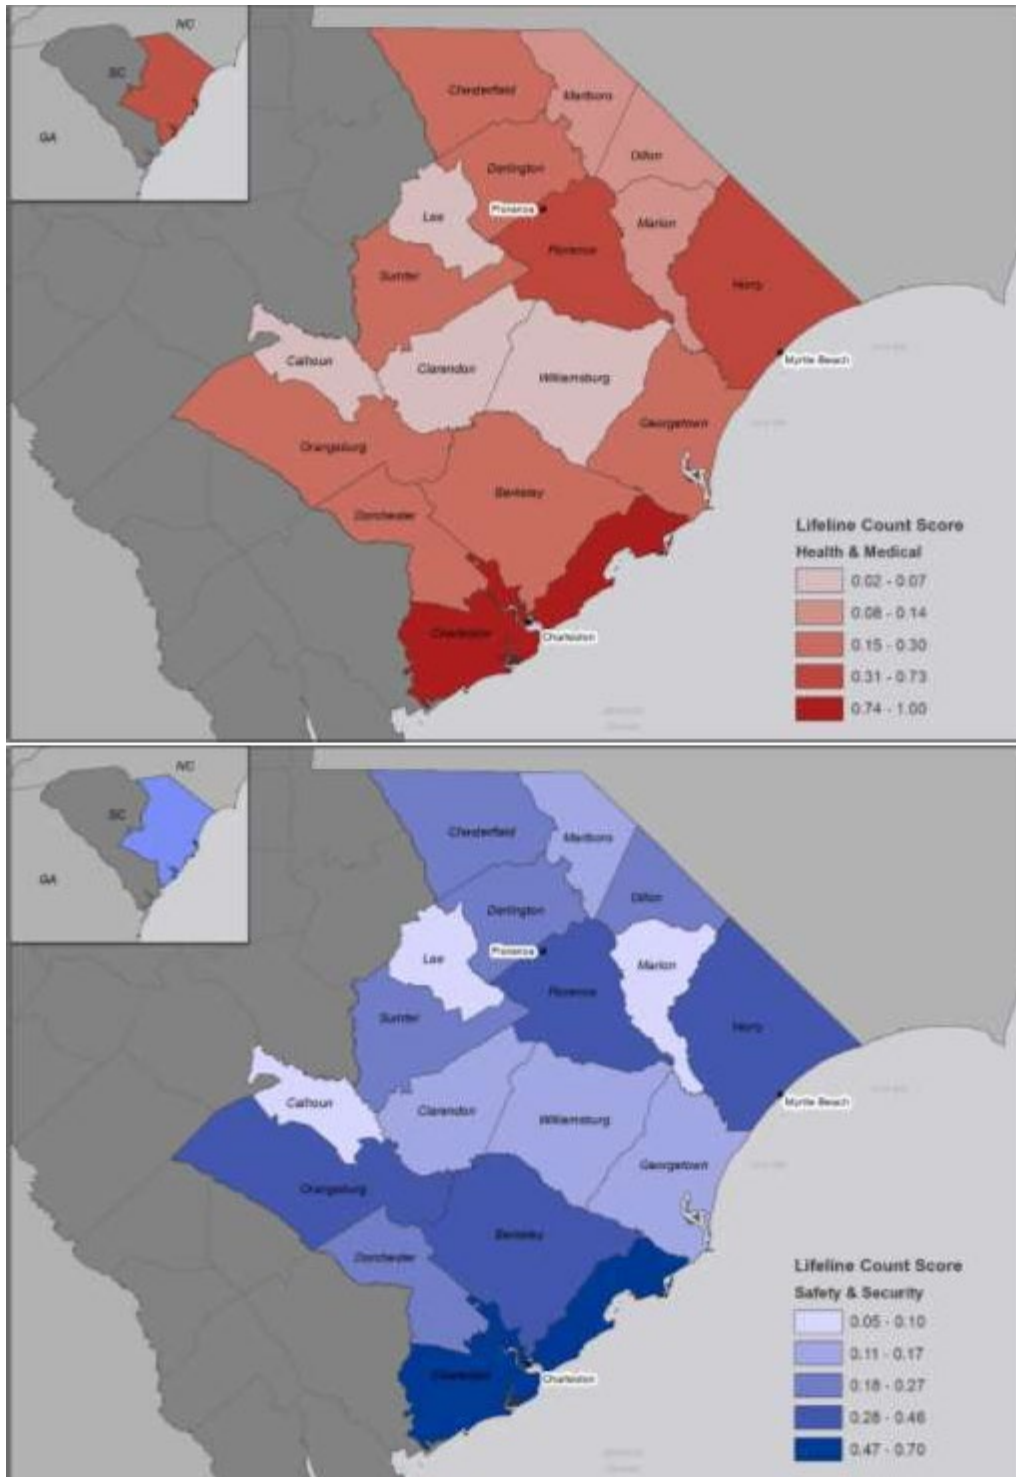 NC
SC
GA
Chesterfield
Marlboro
Dillon
Darlington
Lee
Florence
Marion
Florence
Sumter
Horry
Calhoun
Clarendon
Williamsburg
Myrtle Beach
Georgetown
Orangeburg
Berkeley
Dorchester
Charleston
Charleston
Lifeline Count Score
Health & Medical
0.02 - 0.07
0.08 - 0.14
0.15 - 0.30
0.31 - 0.73
0.74 - 1.00
NC
SC
GA
Chesterfield
Marlboro
Dillon
Darlington
Lee
Florence
Marion
Florence
Sumter
Horry
Calhoun
Clarendon
Williamsburg
Myrtle Beach
Georgetown
Orangeburg
Berkeley
Dorchester
Charleston
Charleston
Lifeline Count Score
Safety & Security
0.05 - 0.10
0.11 - 0.17
0.18 - 0.27
0.28 - 0.46
0.47 - 0.70